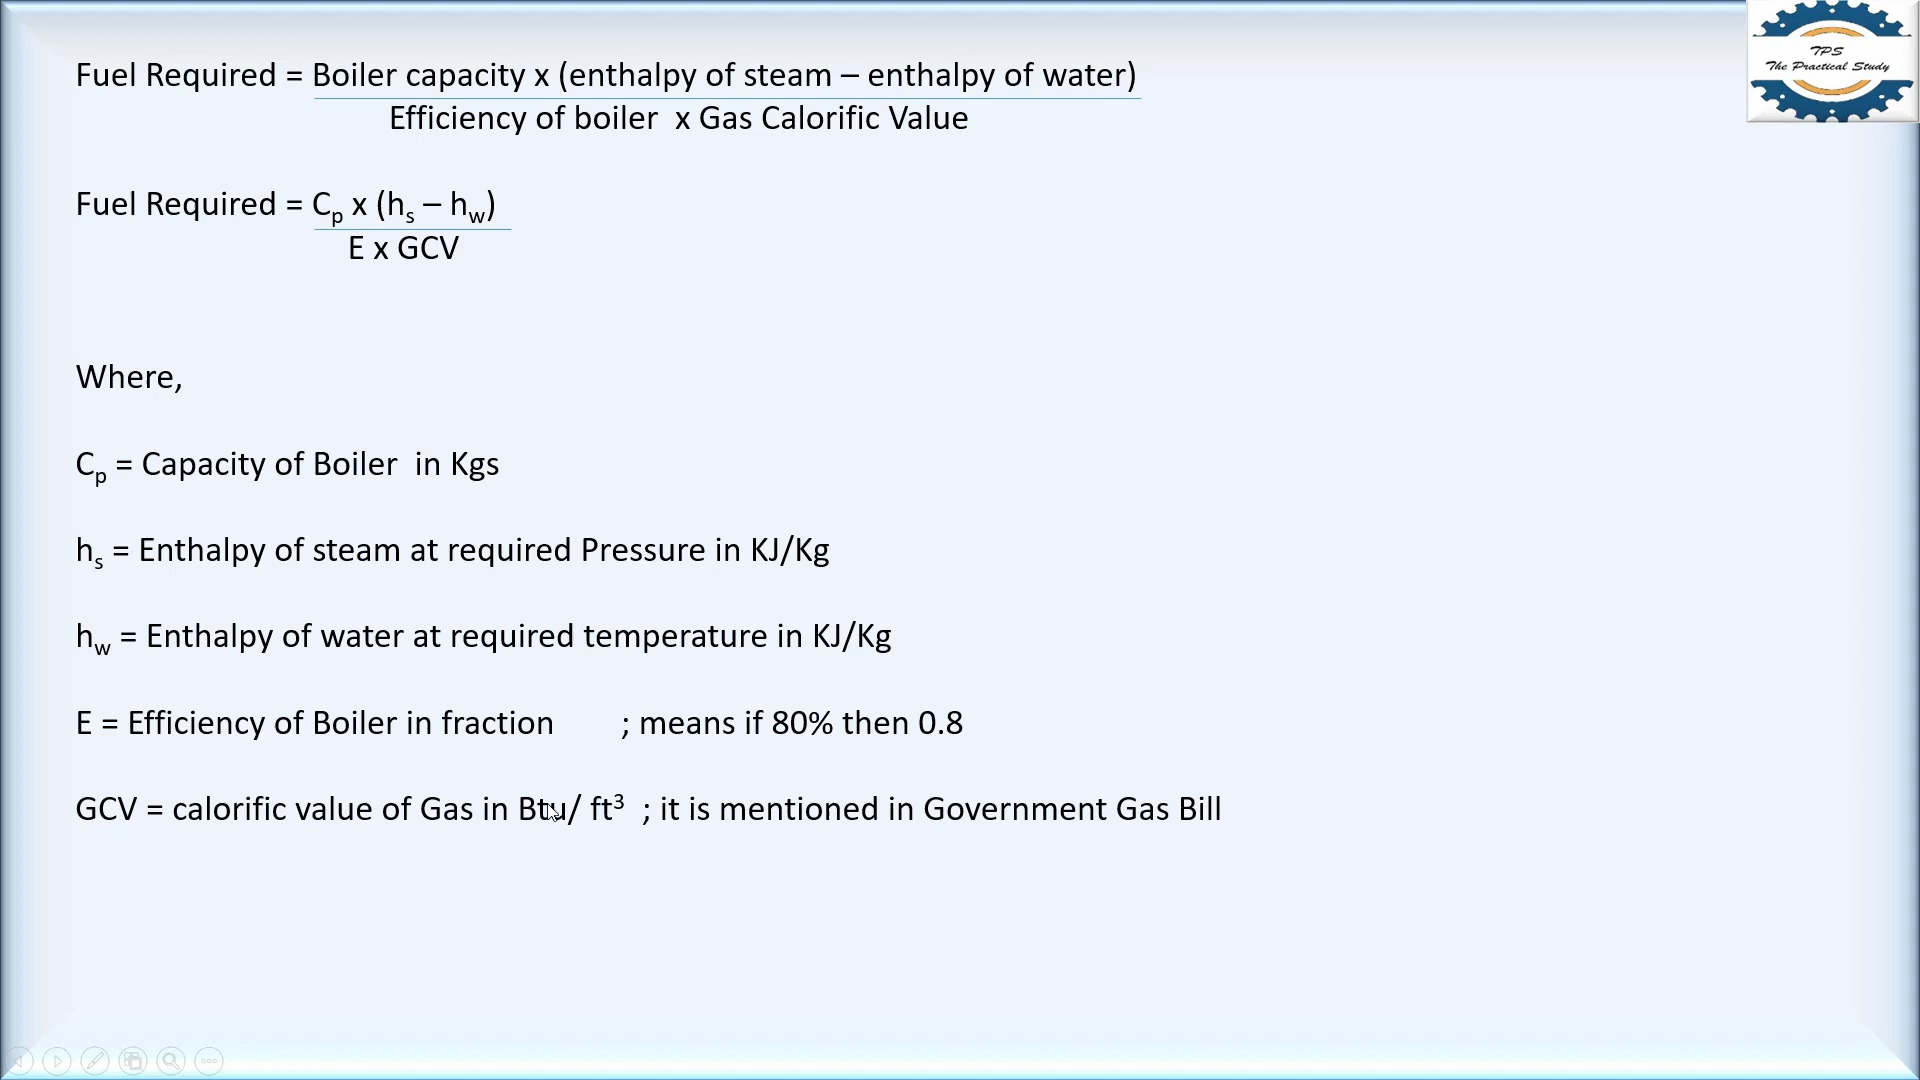 TPS
The Practical Study
Fuel Required = Boiler capacity x (enthalpy of steam – enthalpy of water)
Efficiency of boiler  x Gas Calorific Value
Fuel Required = Cp x (hs – hw)
E x GCV
Where,
Cp = Capacity of Boiler  in Kgs
hs = Enthalpy of steam at required Pressure in KJ/Kg
hw = Enthalpy of water at required temperature in KJ/Kg
E = Efficiency of Boiler in fraction        ; means if 80% then 0.8
GCV = calorific value of Gas in Btu/ ft³  ; it is mentioned in Government Gas Bill